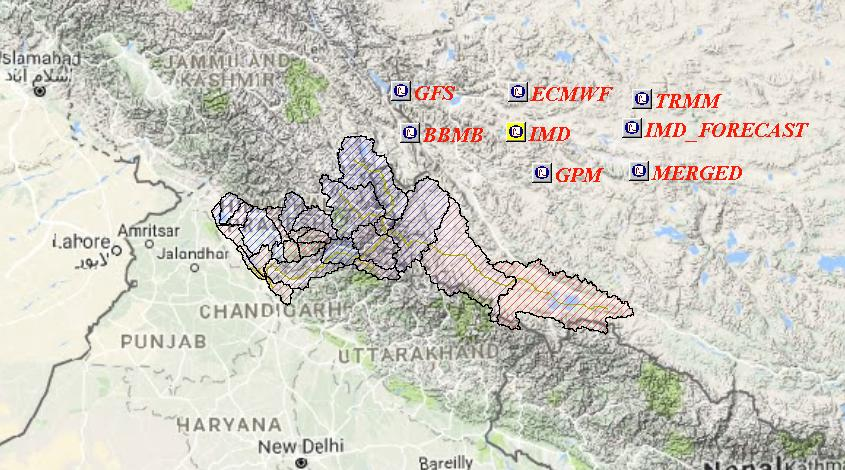 Islamabad
اسلام آباد
JAMMU AND
KASHMIR
GFS
ECMWF
TRMM
BBMB
IMD
IMD_FORECAST
GPM
MERGED
Amritsar
Lahore
لاہور
Jalandhar
CHANDIGARH
PUNJAB
UTTARAKHAND
HARYANA
New Delhi
Bareilly
Nepal